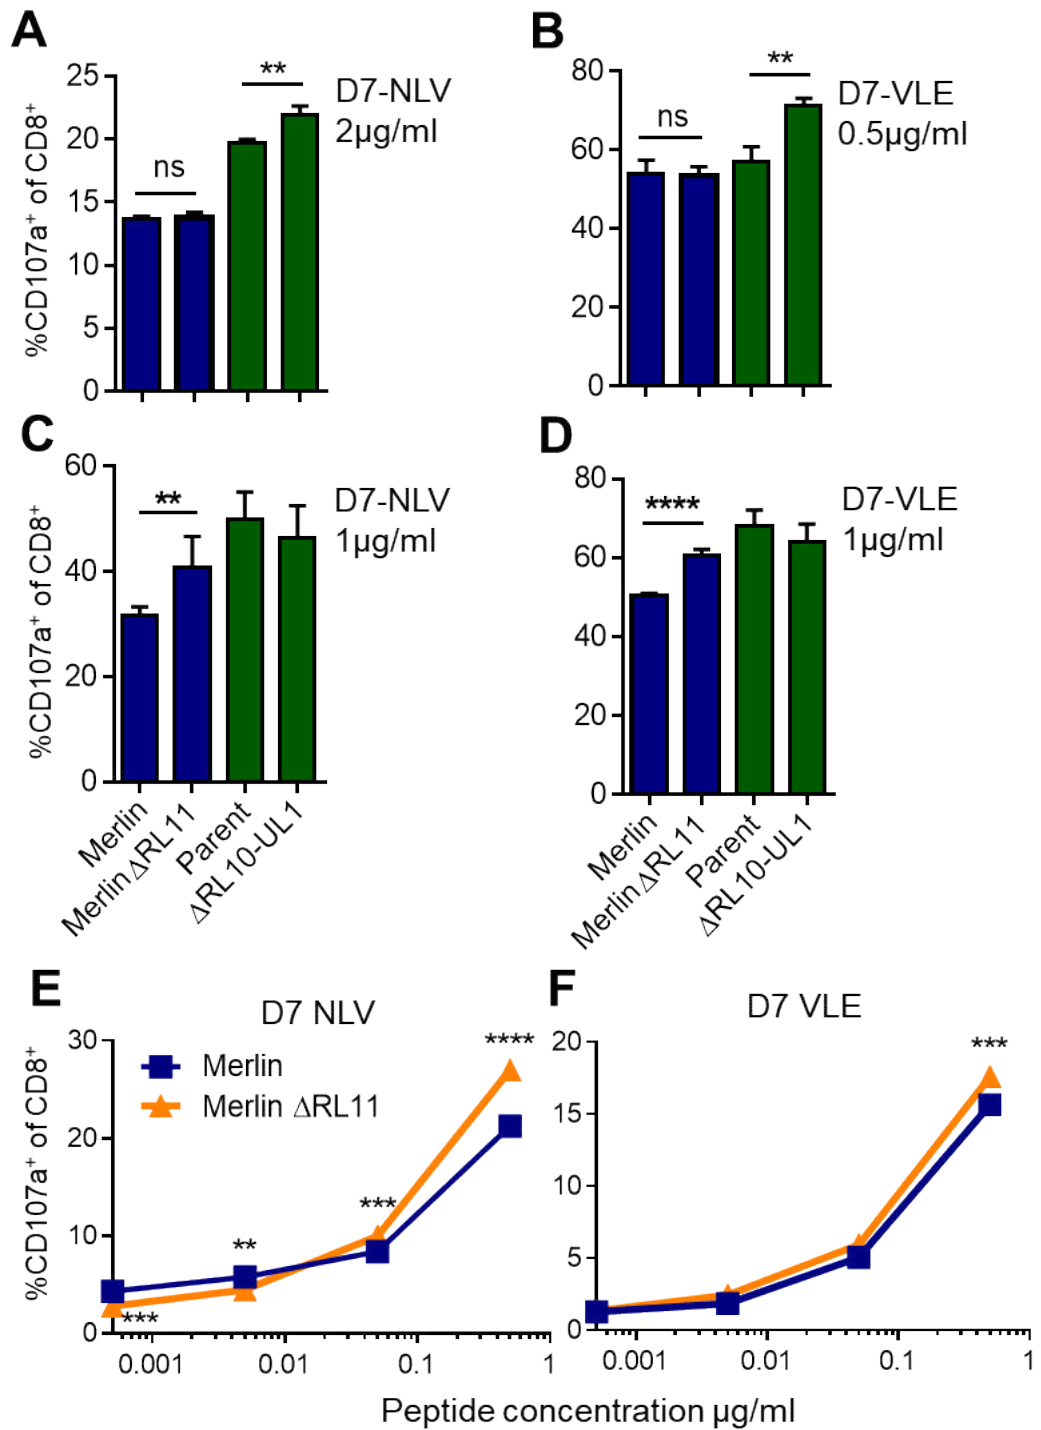 A
%CD107a⁺ of CD8⁺
25
20
15
10
5
0
ns
**
D7-NLV
2µg/ml
B
80
60
40
20
0
ns
**
D7-VLE
0.5µg/ml
C
%CD107a⁺ of CD8⁺
60
40
20
0
**
D7-NLV
1µg/ml
Merlin
Merlin ΔRL11
Parent
ΔRL10-UL1
D
80
60
40
20
0
****
D7-VLE
1µg/ml
Merlin
Merlin ΔRL11
Parent
ΔRL10-UL1
E
D7 NLV
%CD107a⁺ of CD8⁺
30
20
10
0
Merlin
Merlin ΔRL11
***
**
***
****
0.001
0.01
0.1
1
F
D7 VLE
20
15
10
5
0
***
0.001
0.01
0.1
1
Peptide concentration µg/ml